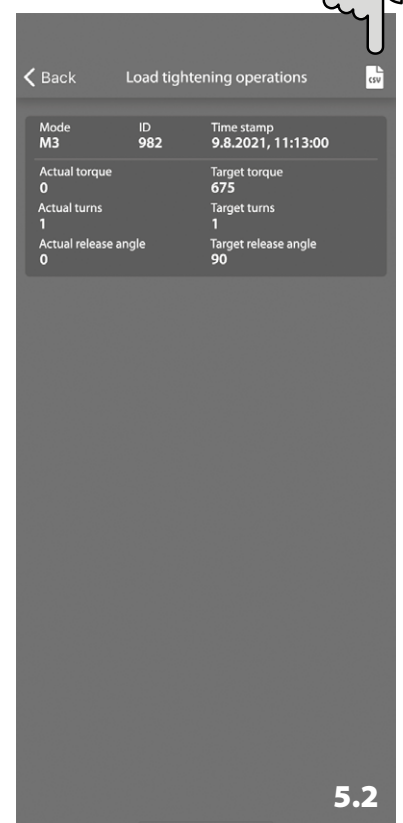 Back Load tightening operations CSV
Mode ID Time stamp
M3 982 9.8.2021, 11:13:00
Actual torque Target torque
0 675
Actual turns Target turns
1 1
Actual release angle Target release angle
0 90
5.2